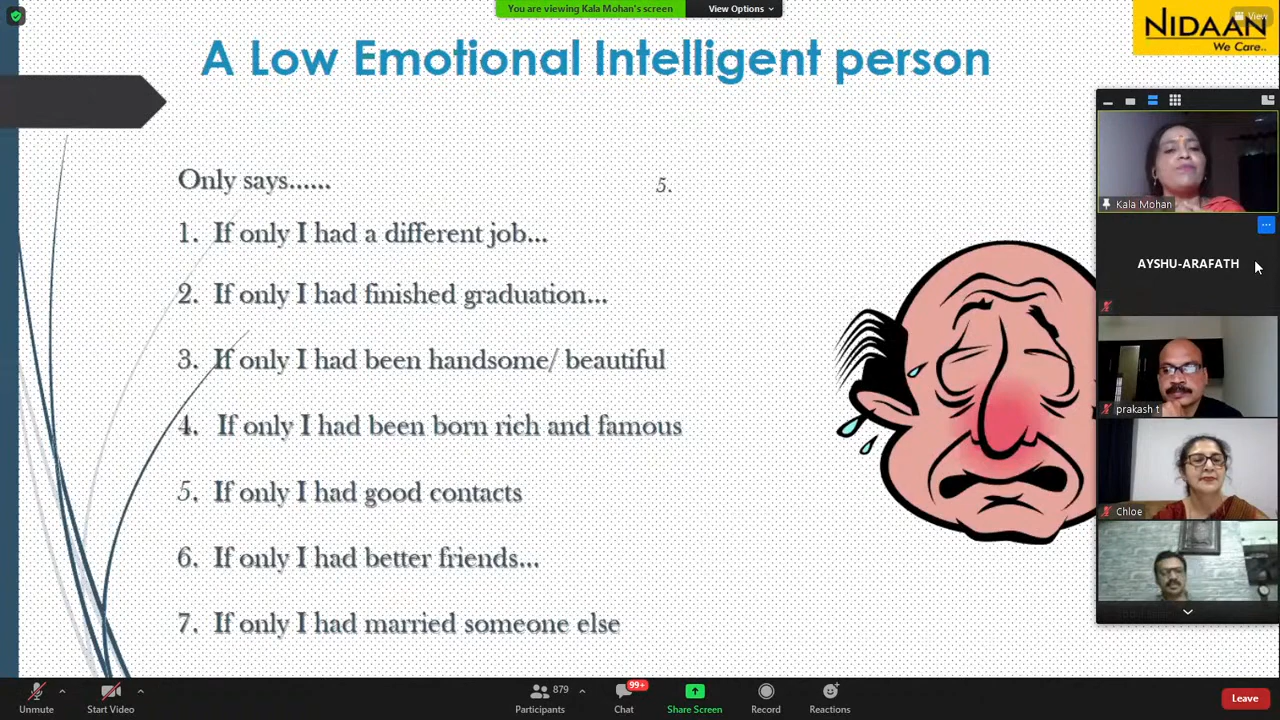 You are viewing Kala Mohan's screen
View Options
View
NIDAAN
We Care..
A Low Emotional Intelligent person
Only says......
5.
1. If only I had a different job...
2. If only I had finished graduation...
3. If only I had been handsome/ beautiful
4. If only I had been born rich and famous
5. If only I had good contacts
6. If only I had better friends...
7. If only I had married someone else
Kala Mohan
AYSHU-ARAFATH
prakash t
Chloe
Unmute
Start Video
879
Participants
99+
Chat
Share Screen
Record
Reactions
Leave